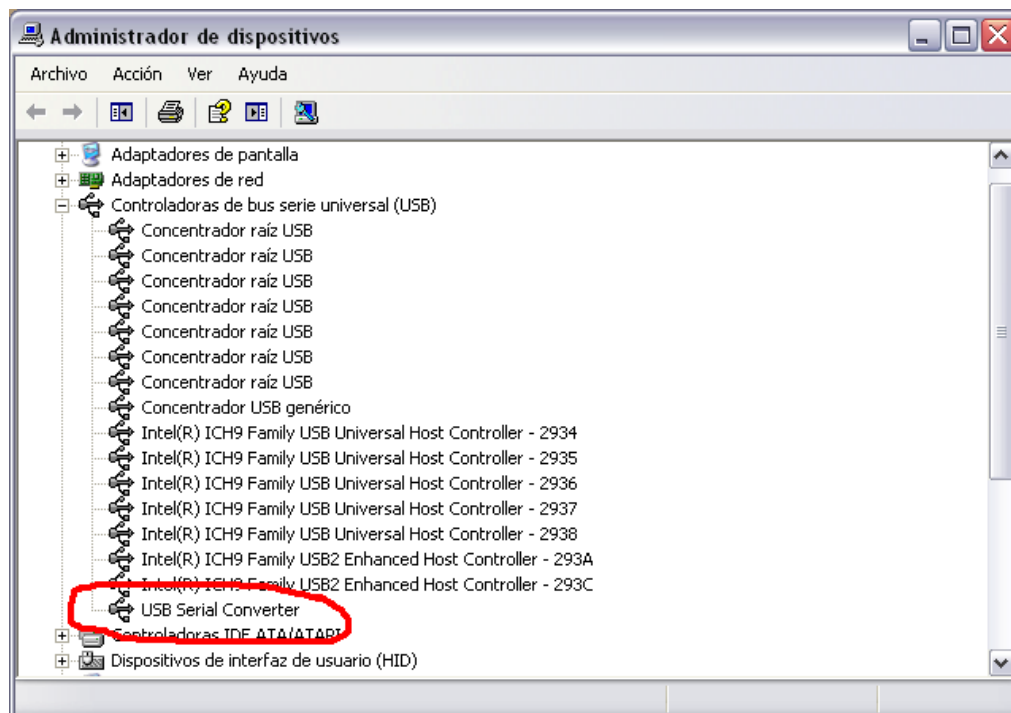 Administrador de dispositivos
Archivo Acción Ver Ayuda
Adaptadores de pantalla
Adaptadores de red
Controladoras de bus serie universal (USB)
Concentrador raíz USB
Concentrador raíz USB
Concentrador raíz USB
Concentrador raíz USB
Concentrador raíz USB
Concentrador raíz USB
Concentrador raíz USB
Concentrador USB genérico
Intel(R) ICH9 Family USB Universal Host Controller - 2934
Intel(R) ICH9 Family USB Universal Host Controller - 2935
Intel(R) ICH9 Family USB Universal Host Controller - 2936
Intel(R) ICH9 Family USB Universal Host Controller - 2937
Intel(R) ICH9 Family USB Universal Host Controller - 2938
Intel(R) ICH9 Family USB2 Enhanced Host Controller - 293A
Intel(R) ICH9 Family USB2 Enhanced Host Controller - 293C
USB Serial Converter
Controladoras IDE ATA/ATAPI
Dispositivos de interfaz de usuario (HID)